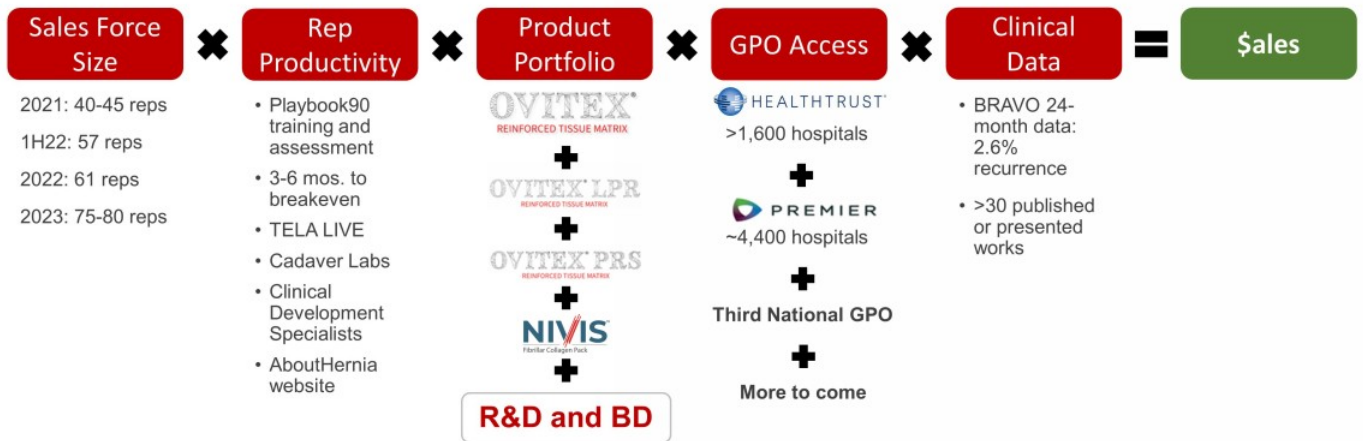 Sales Force
Size
2021: 40-45 reps
1H22: 57 reps
2022: 61 reps
2023: 75-80 reps
Rep
Productivity
• Playbook90
training and
assessment
• 3-6 mos. to
breakeven
• TELA LIVE
• Cadaver Labs
• Clinical
Development
Specialists
• AboutHernia
website
Product
Portfolio
OVITEX®
REINFORCED TISSUE MATRIX
OVITEX® LPR
REINFORCED TISSUE MATRIX
OVITEX® PRS
REINFORCED TISSUE MATRIX
NIVIS™
Fibrillar Collagen Pack
R&D and BD
GPO Access
HEALTHTRUST®
>1,600 hospitals
PREMIER
~4,400 hospitals
Third National GPO
More to come
Clinical
Data
• BRAVO 24-
month data:
2.6%
recurrence
• >30 published
or presented
works
$ales